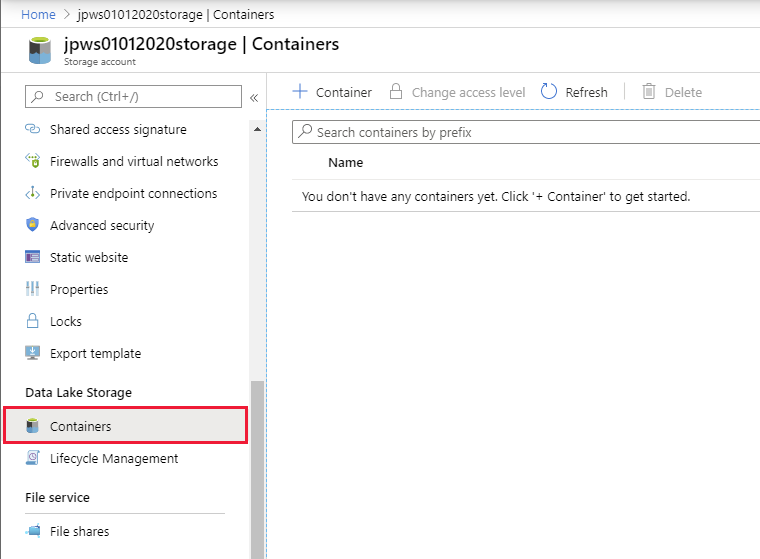 Home > jpws01012020storage | Containers
jpws01012020storage | Containers
Storage account
Search (Ctrl+/)
«
Shared access signature
Firewalls and virtual networks
Private endpoint connections
Advanced security
Static website
Properties
Locks
Export template
Data Lake Storage
Containers
Lifecycle Management
File service
File shares
+ Container
Change access level
Refresh
Delete
Search containers by prefix
Name
You don't have any containers yet. Click '+ Container' to get started.